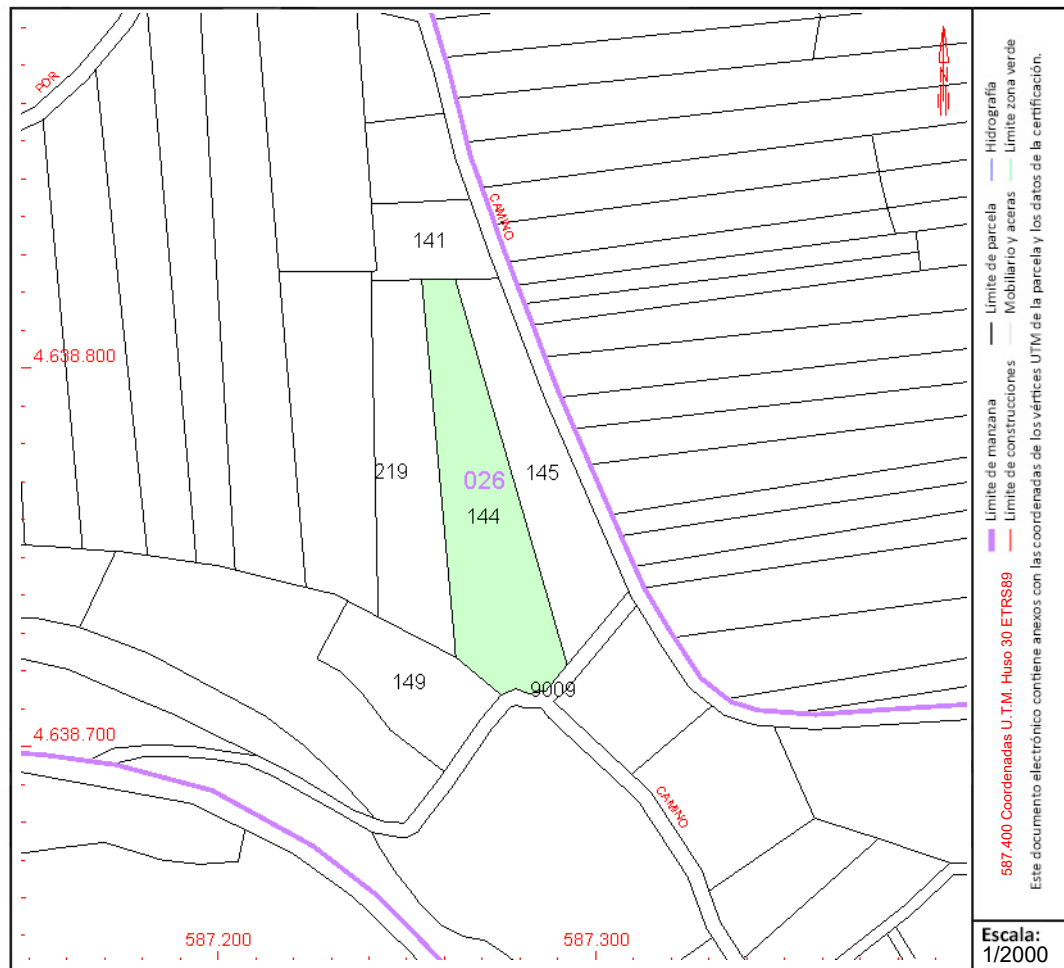 POR
CAMINO
141
4.638.800
219
026
145
144
149
9009
4.638.700
CAMINO
587.200
587.300
N
Límite de manzana
Límite de parcela
Hidrografía
Límite de construcciones
Mobiliario y aceras
Límite zona verde
587.400 Coordenadas U.T.M. Huso 30 ETRS89
Este documento electrónico contiene anexos con las coordenadas de los vértices UTM de la parcela y los datos de la certificación.
Escala:
1/2000